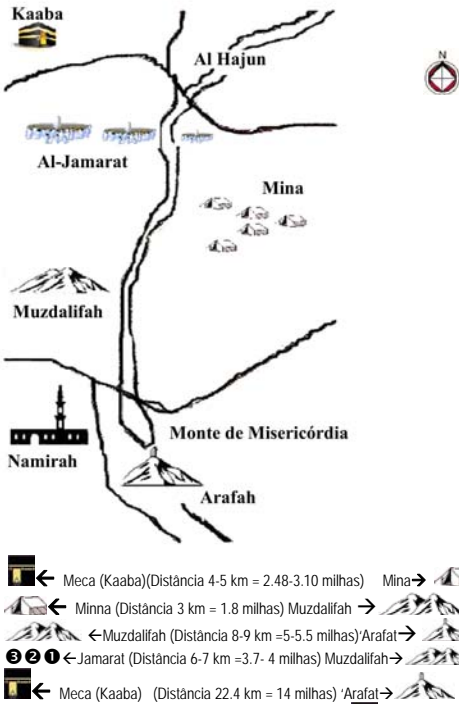 Kaaba
N
Al Hajun
Al-Jamarat
Mina
Muzdalifah
Monte de Misericórdia
Namirah
Arafah
← Meca (Kaaba)(Distância 4-5 km = 2.48-3.10 milhas) Mina→
← Minna (Distância 3 km = 1.8 milhas) Muzdalifah →
←Muzdalifah (Distância 8-9 km =5-5.5 milhas)‘Arafat→
❸❷❶←Jamarat (Distância 6-7 km =3.7- 4 milhas) Muzdalifah→
← Meca (Kaaba) (Distância 22.4 km = 14 milhas) ‘Arafat→